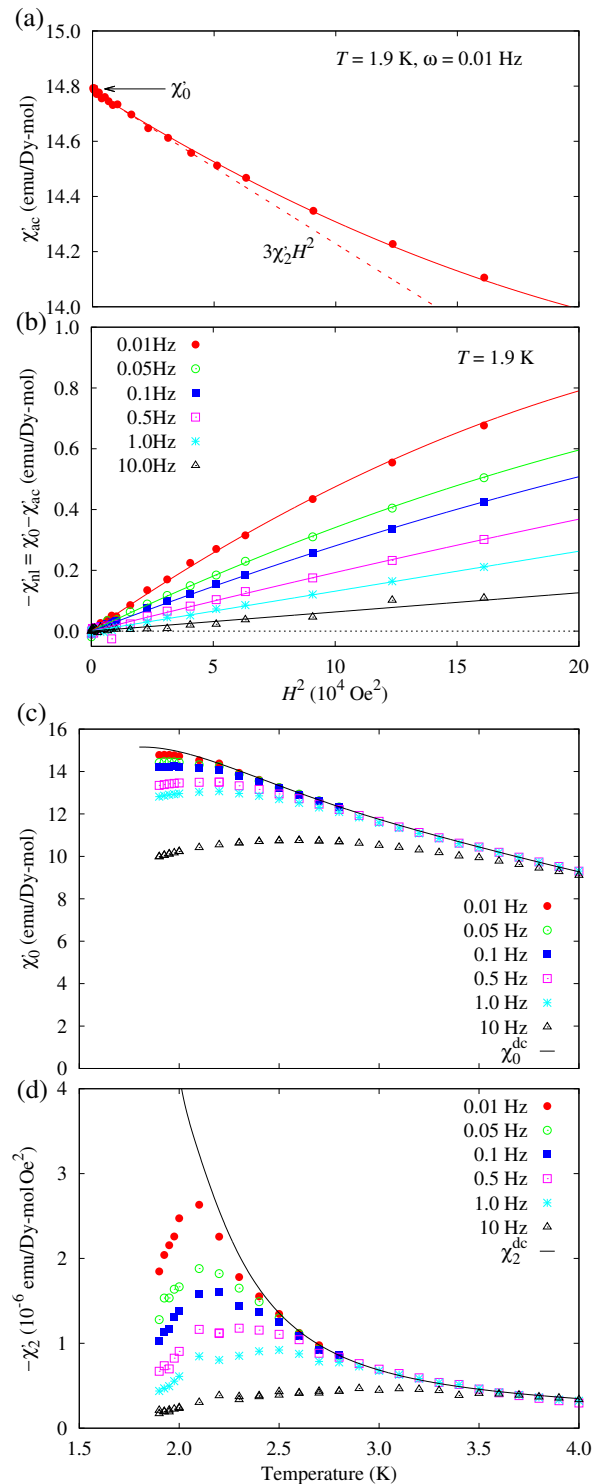 (a)
15.0
14.8
14.6
14.4
14.2
14.0
χ'ac (emu/Dy-mol)
T = 1.9 K, ω = 0.01 Hz
χ'0
3χ'2H²
(b)
1.0
0.8
0.6
0.4
0.2
0.0
-χ'nl = χ'0-χ'ac (emu/Dy-mol)
0.01Hz
0.05Hz
0.1Hz
0.5Hz
1.0Hz
10.0Hz
T = 1.9 K
0 5 10 15 20
H² (10⁴ Oe²)
(c)
16
14
12
10
8
6
4
2
0
χ'0 (emu/Dy-mol)
0.01 Hz
0.05 Hz
0.1 Hz
0.5 Hz
1.0 Hz
10 Hz
χ0^dc
(d)
4
3
2
1
0
-χ'2 (10⁻⁶ emu/Dy-mol Oe²)
0.01 Hz
0.05 Hz
0.1 Hz
0.5 Hz
1.0 Hz
10 Hz
χ2^dc
1.5 2.0 2.5 3.0 3.5 4.0
Temperature (K)